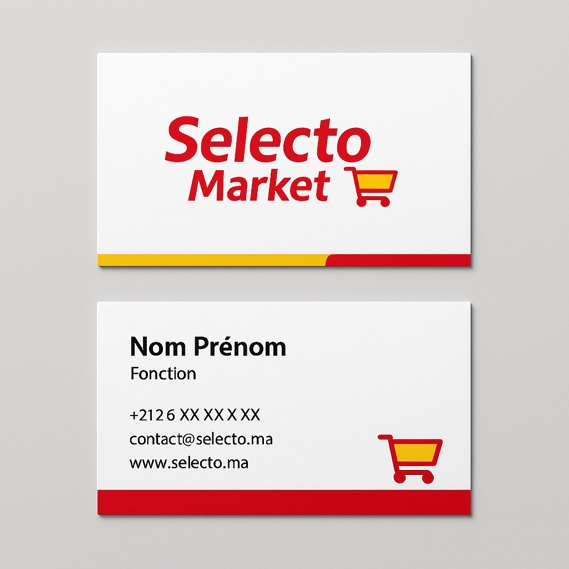 Selecto
Market
Nom Prénom
Fonction
+212 6 XX XX X XX
contact@selecto.ma
www.selecto.ma